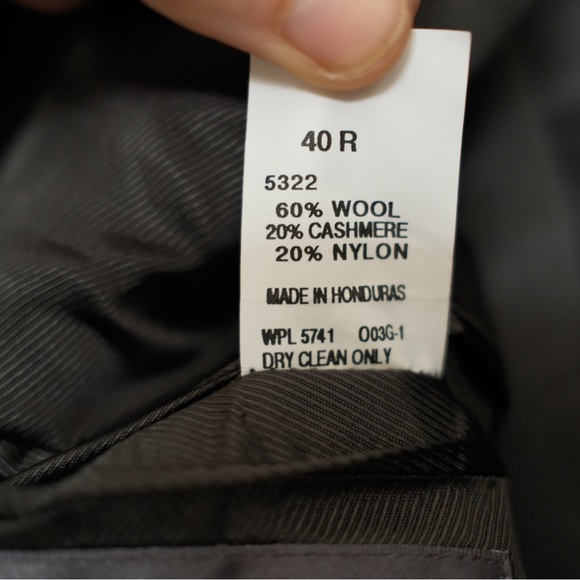 40 R
5322
60% WOOL
20% CASHMERE
20% NYLON
MADE IN HONDURAS
WPL 5741 O03G-1
DRY CLEAN ONLY